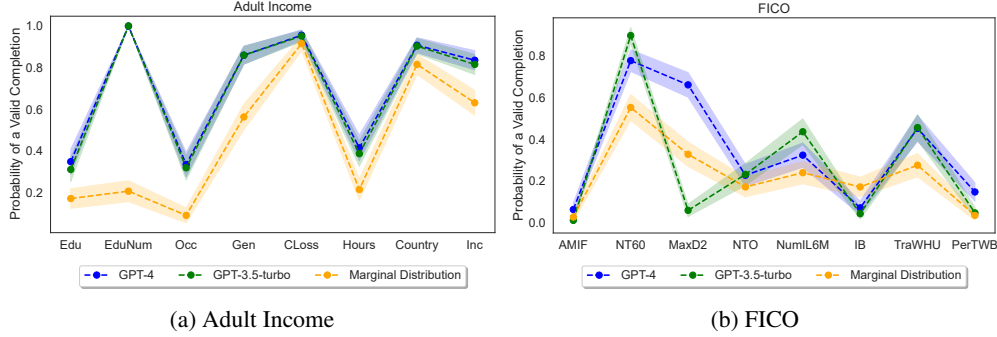 Adult Income
Probability of a Valid Completion
1.0
0.8
0.6
0.4
0.2
Edu EduNum Occ Gen CLoss Hours Country Inc
GPT-4 GPT-3.5-turbo Marginal Distribution
(a) Adult Income
FICO
Probability of a Valid Completion
0.8
0.6
0.4
0.2
0.0
AMIF NT60 MaxD2 NTO NumIL6M IB TraWHU PerTWB
GPT-4 GPT-3.5-turbo Marginal Distribution
(b) FICO